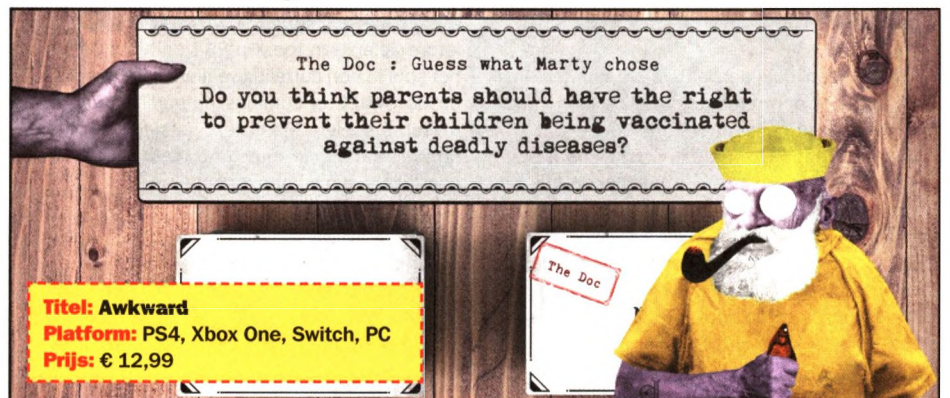 The Doc : Guess what Marty chose
Do you think parents should have the right
to prevent their children being vaccinated
against deadly diseases?
The Doc
Titel: Awkward
Platform: PS4, Xbox One, Switch, PC
Prijs: € 12,99